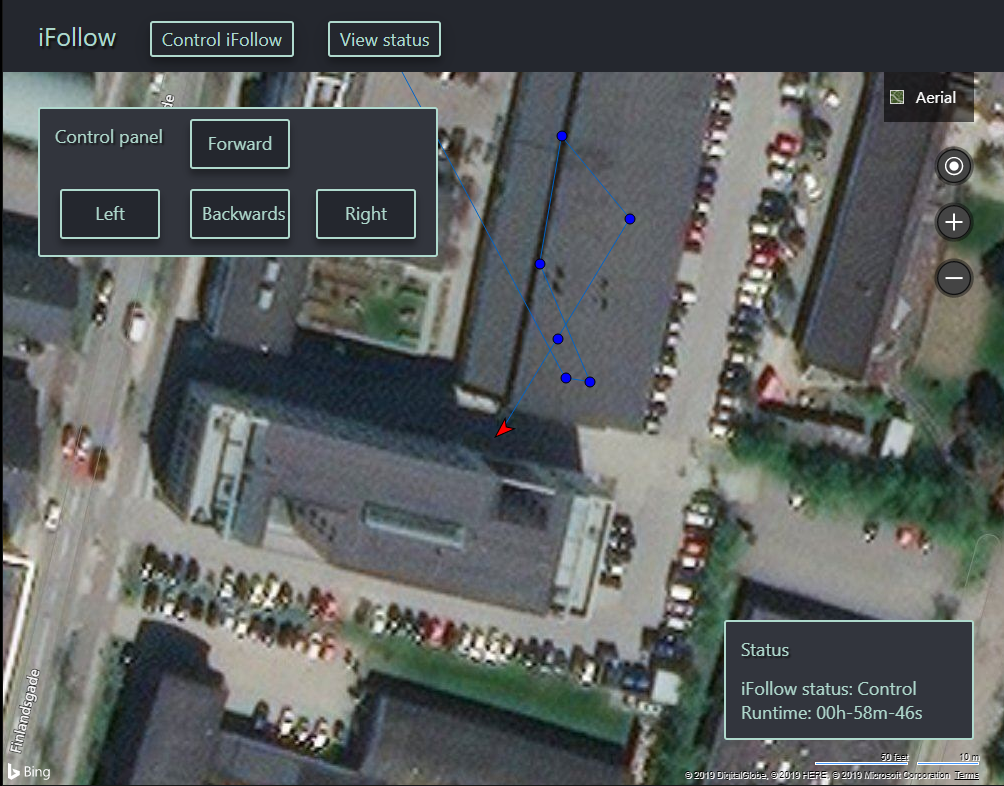 iFollow
Control iFollow
View status
de
Aerial
Control panel
Forward
Left
Backwards
Right
Status
iFollow status: Control
Runtime: 00h-58m-46s
Finlandsgade
Bing
50 feet
10 m
© 2019 DigitalGlobe, © 2019 HERE, © 2019 Microsoft Corporation Terms